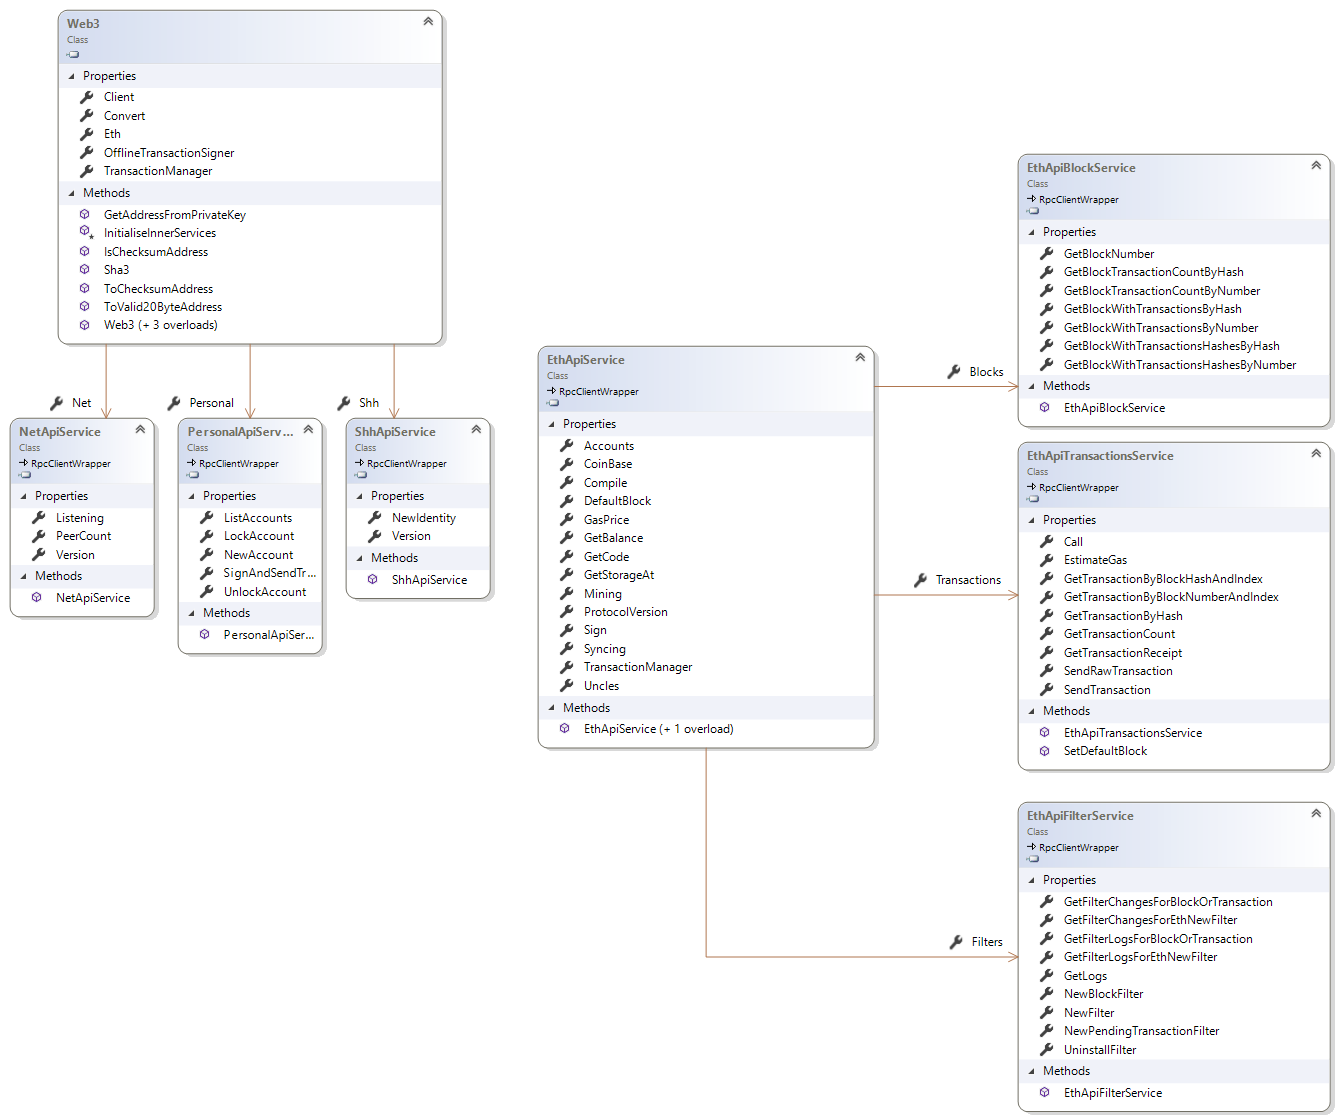 Web3
Class
Properties
Client
Convert
Eth
OfflineTransactionSigner
TransactionManager
Methods
GetAddressFromPrivateKey
InitialiseInnerServices
IsChecksumAddress
Sha3
ToChecksumAddress
ToValid20ByteAddress
Web3 (+ 3 overloads)
Net
Personal
Shh
NetApiService
Class
RpcClientWrapper
Properties
Listening
PeerCount
Version
Methods
NetApiService
PersonalApiServ...
Class
RpcClientWrapper
Properties
ListAccounts
LockAccount
NewAccount
SignAndSendTr...
UnlockAccount
Methods
PersonalApiSer...
ShhApiService
Class
RpcClientWrapper
Properties
NewIdentity
Version
Methods
ShhApiService
EthApiService
Class
RpcClientWrapper
Properties
Accounts
CoinBase
Compile
DefaultBlock
GasPrice
GetBalance
GetCode
GetStorageAt
Mining
ProtocolVersion
Sign
Syncing
TransactionManager
Uncles
Methods
EthApiService (+ 1 overload)
Blocks
Transactions
Filters
EthApiBlockService
Class
RpcClientWrapper
Properties
GetBlockNumber
GetBlockTransactionCountByHash
GetBlockTransactionCountByNumber
GetBlockWithTransactionsByHash
GetBlockWithTransactionsByNumber
GetBlockWithTransactionsHashesByHash
GetBlockWithTransactionsHashesByNumber
Methods
EthApiBlockService
EthApiTransactionsService
Class
RpcClientWrapper
Properties
Call
EstimateGas
GetTransactionByBlockHashAndIndex
GetTransactionByBlockNumberAndIndex
GetTransactionByHash
GetTransactionCount
GetTransactionReceipt
SendRawTransaction
SendTransaction
Methods
EthApiTransactionsService
SetDefaultBlock
EthApiFilterService
Class
RpcClientWrapper
Properties
GetFilterChangesForBlockOrTransaction
GetFilterChangesForEthNewFilter
GetFilterLogsForBlockOrTransaction
GetFilterLogsForEthNewFilter
GetLogs
NewBlockFilter
NewFilter
NewPendingTransactionFilter
UninstallFilter
Methods
EthApiFilterService